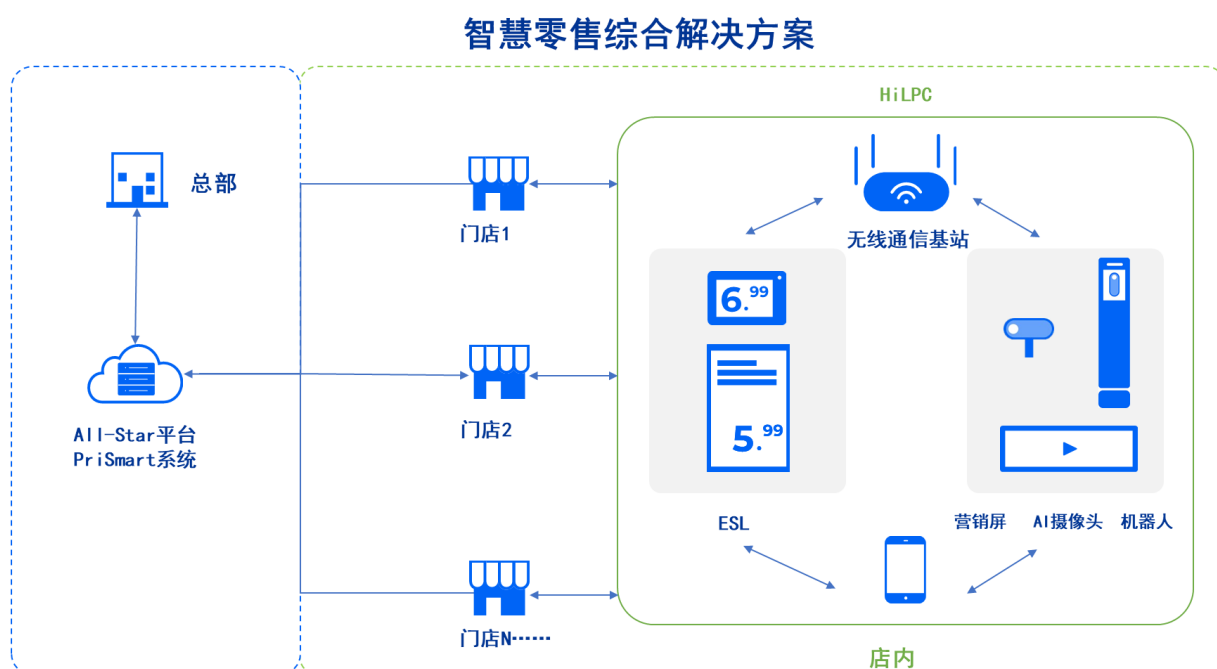 智慧零售综合解决方案
HiLPC
总部
门店1
无线通信基站
6.99
5.99
门店2
All-Star平台
PriSmart系统
ESL
营销屏
AI摄像头
机器人
门店N……
店内